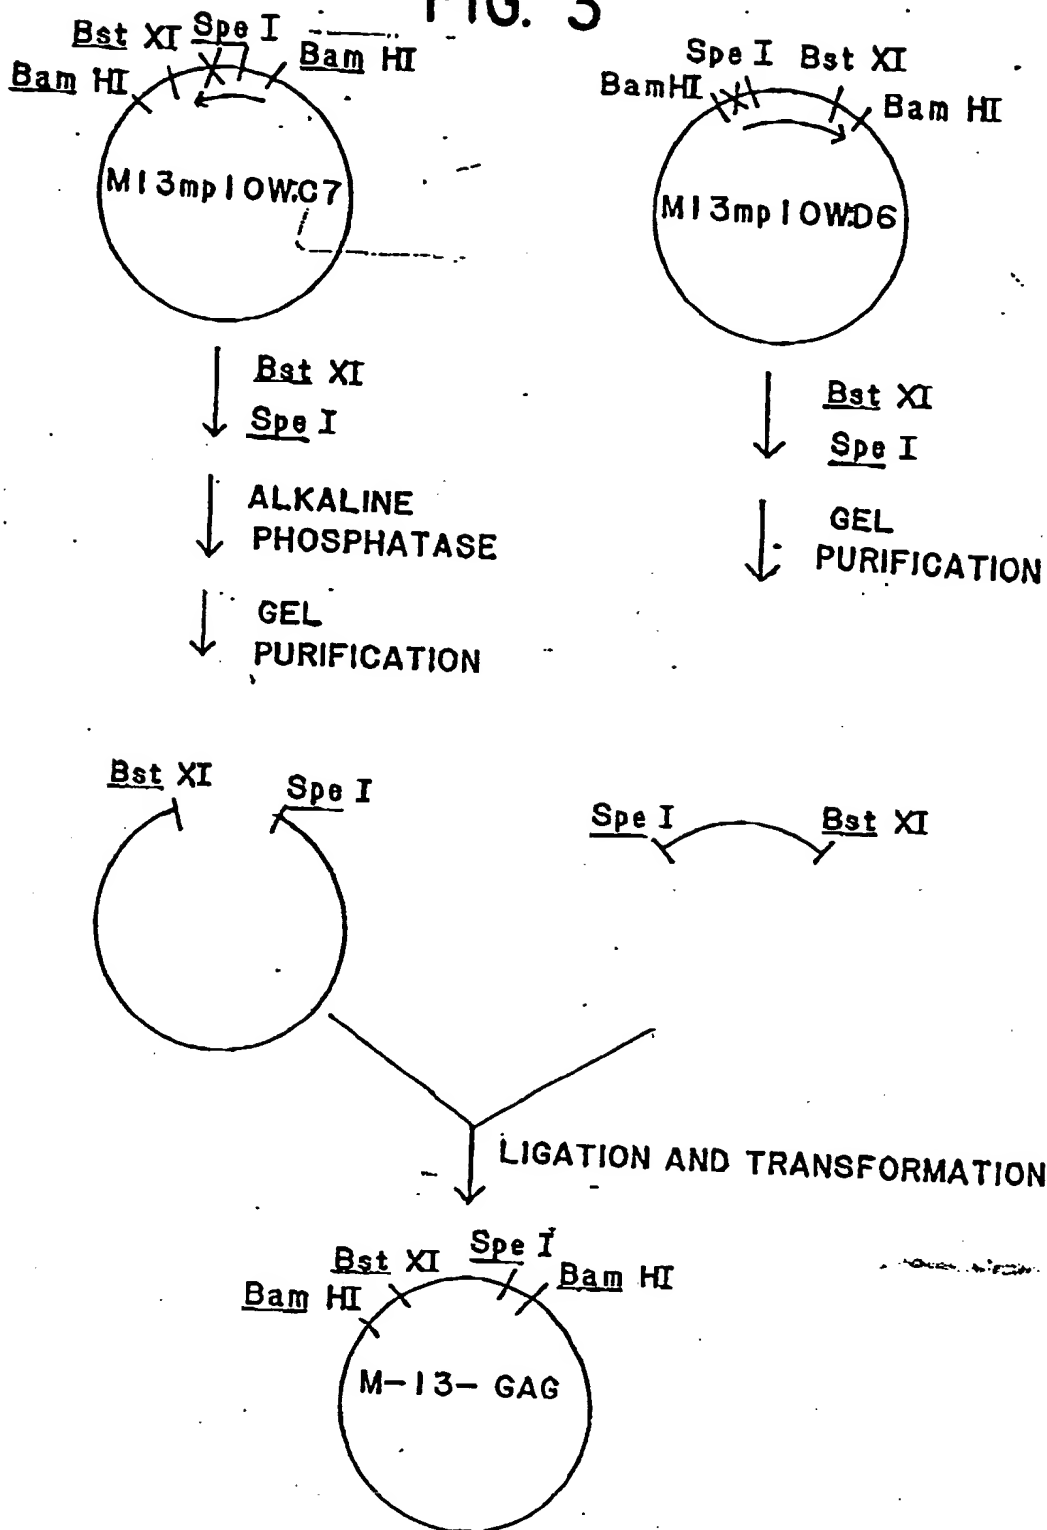 FIG. 3
Bst XI Spe I
Bam HI
Bam HI
M13mp10W:C7
Spe I Bst XI
BamHI
Bam HI
M13mp10W:D6
Bst XI
Spe I
ALKALINE
PHOSPHATASE
GEL
PURIFICATION
Bst XI
Spe I
GEL
PURIFICATION
Bst XI
Spe I
Spe I
Bst XI
LIGATION AND TRANSFORMATION
Bst XI
Spe I
Bam HI
Bam HI
M-13- GAG